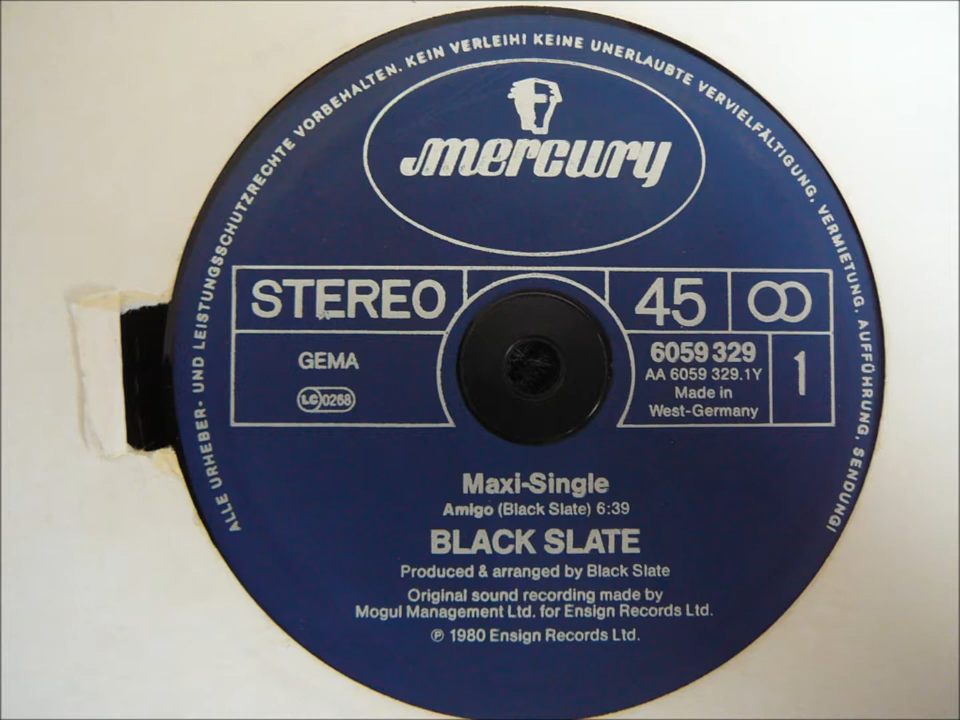 ALLE URHEBER- UND LEISTUNGSSCHUTZRECHTE VORBEHALTEN. KEIN VERLEIH! KEINE UNERLAUBTE VERVIELFÄLTIGUNG, VERMIETUNG, AUFFÜHRUNG, SENDUNG!
mercury
STEREO
45
GEMA
LC 0268
6059 329
AA 6059 329.1Y
Made in
West-Germany
1
Maxi-Single
Amigo (Black Slate) 6:39
BLACK SLATE
Produced & arranged by Black Slate
Original sound recording made by
Mogul Management Ltd. for Ensign Records Ltd.
℗ 1980 Ensign Records Ltd.